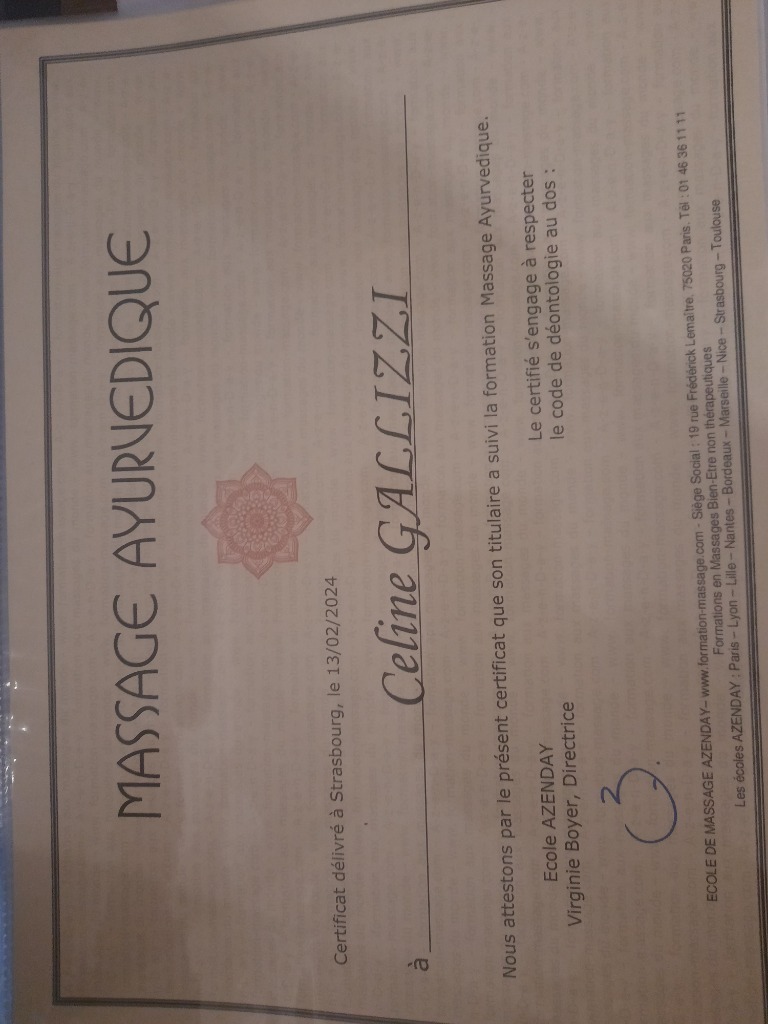 MASSAGE AYURVEDIQUE
Certificat délivré à Strasbourg, le 13/02/2024
à Celine GALLIZZI
Nous attestons par le présent certificat que son titulaire a suivi la formation Massage Ayurvedique.
Ecole AZENDAY
Virginie Boyer, Directrice
Le certifié s'engage à respecter
le code de déontologie au dos :
ECOLE DE MASSAGE AZENDAY– www.formation-massage.com - Siège Social : 19 rue Frédérick Lemaître. 75020 Paris. Tél : 01 46 36 11 11
Formations en Massages Bien-Etre non thérapeutiques
Les écoles AZENDAY : Paris – Lyon – Lille – Nantes – Bordeaux – Marseille – Nice – Strasbourg – Toulouse